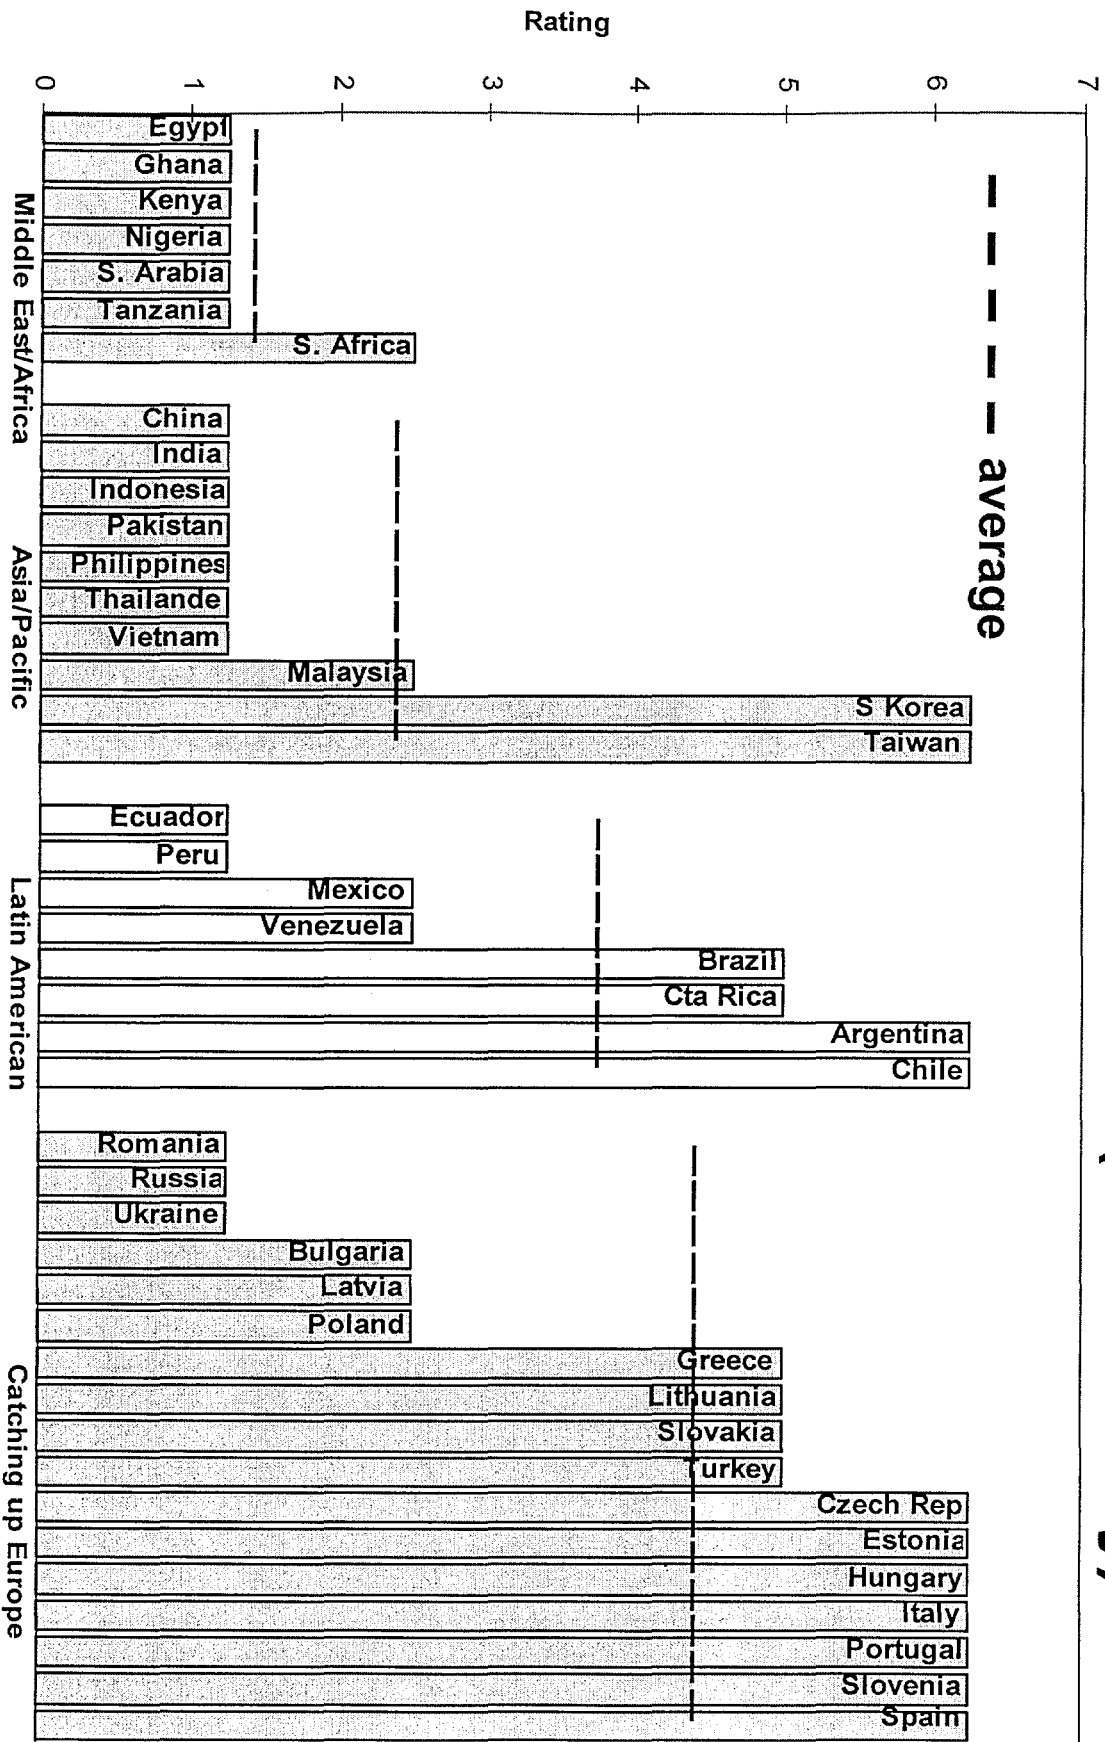 Rating
0
1
2
3
4
5
6
7
Egypt
Ghana
Kenya
Nigeria
S. Arabia
Tanzania
S. Africa
China
India
Indonesia
Pakistan
Philippines
Thailande
Vietnam
Malaysia
S Korea
Taiwan
Ecuador
Peru
Mexico
Venezuela
Brazil
Cta Rica
Argentina
Chile
Romania
Russia
Ukraine
Bulgaria
Latvia
Poland
Greece
Lithuania
Slovakia
Turkey
Czech Rep
Estonia
Hungary
Italy
Portugal
Slovenia
Spain
Middle East/Africa
Asia/Pacific
Latin American
Catching up Europe
average